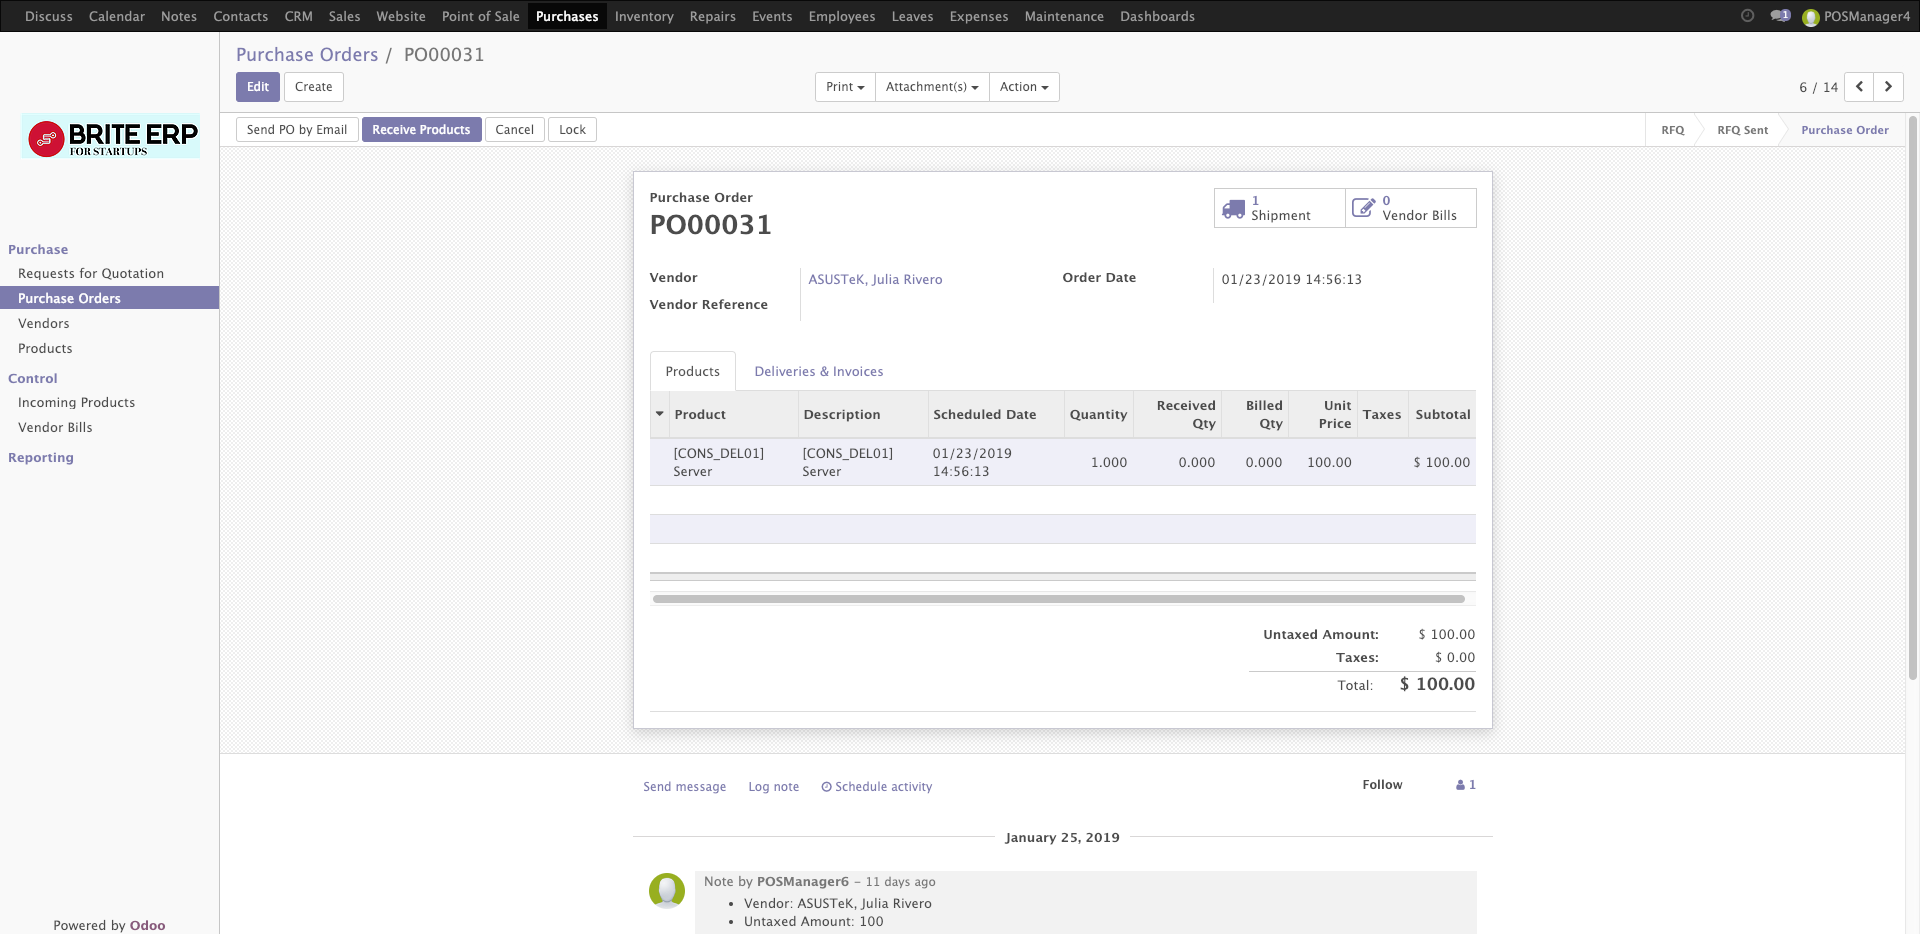 Discuss Calendar Notes Contacts CRM Sales Website Point of Sale Purchases Inventory Repairs Events Employees Leaves Expenses Maintenance Dashboards 1 POSManager4
Purchase Orders / PO00031
Edit Create Print Attachment(s) Action 6 / 14
Send PO by Email Receive Products Cancel Lock RFQ RFQ Sent Purchase Order
BRITE ERP
FOR STARTUPS
Purchase
Requests for Quotation
Purchase Orders
Vendors
Products
Control
Incoming Products
Vendor Bills
Reporting
Powered by Odoo
Purchase Order
PO00031
1
Shipment
0
Vendor Bills
Vendor ASUSTeK, Julia Rivero
Vendor Reference
Order Date 01/23/2019 14:56:13
Products Deliveries & Invoices
Product Description Scheduled Date Quantity Received Qty Billed Qty Unit Price Taxes Subtotal
[CONS_DEL01] Server [CONS_DEL01] Server 01/23/2019 14:56:13 1.000 0.000 0.000 100.00 $ 100.00
Untaxed Amount: $ 100.00
Taxes: $ 0.00
Total: $ 100.00
Send message Log note Schedule activity Follow 1
January 25, 2019
Note by POSManager6 - 11 days ago
• Vendor: ASUSTeK, Julia Rivero
• Untaxed Amount: 100